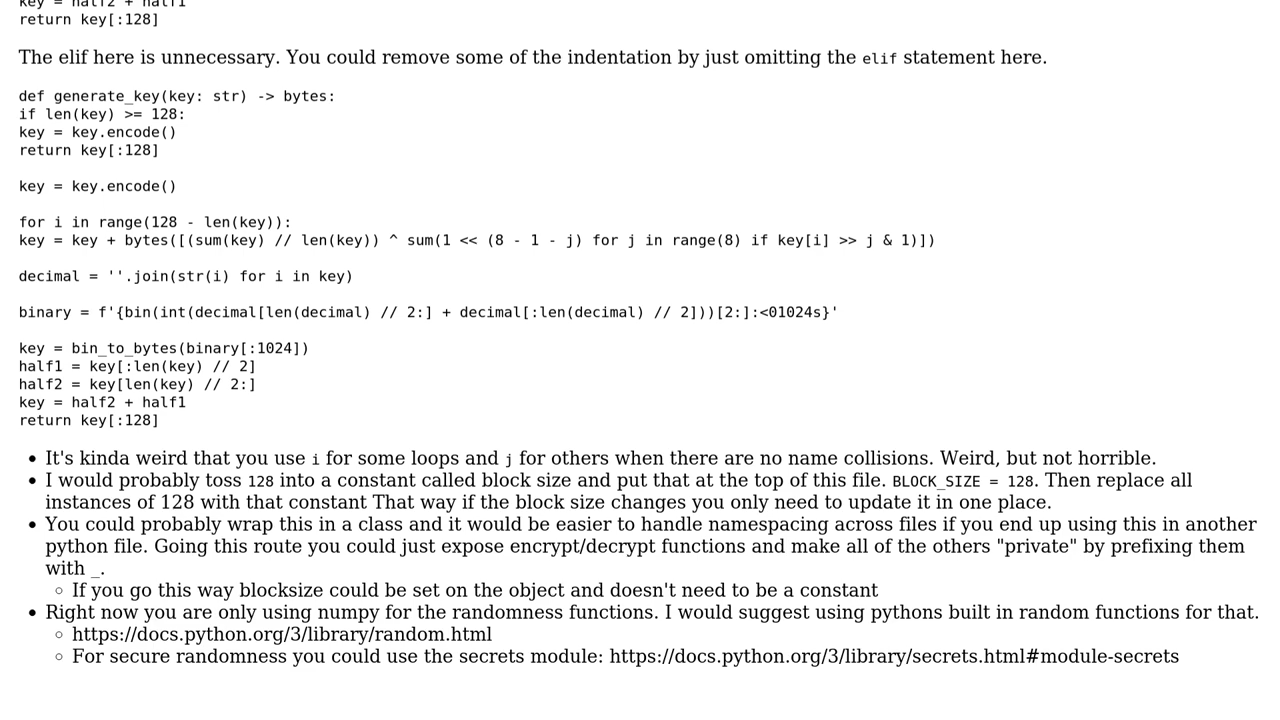 key = half2 + half1
return key[:128]
The elif here is unnecessary. You could remove some of the indentation by just omitting the elif statement here.
def generate_key(key: str) -> bytes:
if len(key) >= 128:
key = key.encode()
return key[:128]
key = key.encode()
for i in range(128 - len(key)):
key = key + bytes([(sum(key) // len(key)) ^ sum(1 << (8 - 1 - j) for j in range(8) if key[i] >> j & 1)])
decimal = ''.join(str(i) for i in key)
binary = f'{bin(int(decimal[len(decimal) // 2:] + decimal[:len(decimal) // 2]))[2:]:<01024s}'
key = bin_to_bytes(binary[:1024])
half1 = key[:len(key) // 2]
half2 = key[len(key) // 2:]
key = half2 + half1
return key[:128]
• It's kinda weird that you use i for some loops and j for others when there are no name collisions. Weird, but not horrible.
• I would probably toss 128 into a constant called block size and put that at the top of this file. BLOCK_SIZE = 128. Then replace all
instances of 128 with that constant That way if the block size changes you only need to update it in one place.
• You could probably wrap this in a class and it would be easier to handle namespacing across files if you end up using this in another
python file. Going this route you could just expose encrypt/decrypt functions and make all of the others "private" by prefixing them
with _.
◦ If you go this way blocksize could be set on the object and doesn't need to be a constant
• Right now you are only using numpy for the randomness functions. I would suggest using pythons built in random functions for that.
◦ https://docs.python.org/3/library/random.html
◦ For secure randomness you could use the secrets module: https://docs.python.org/3/library/secrets.html#module-secrets